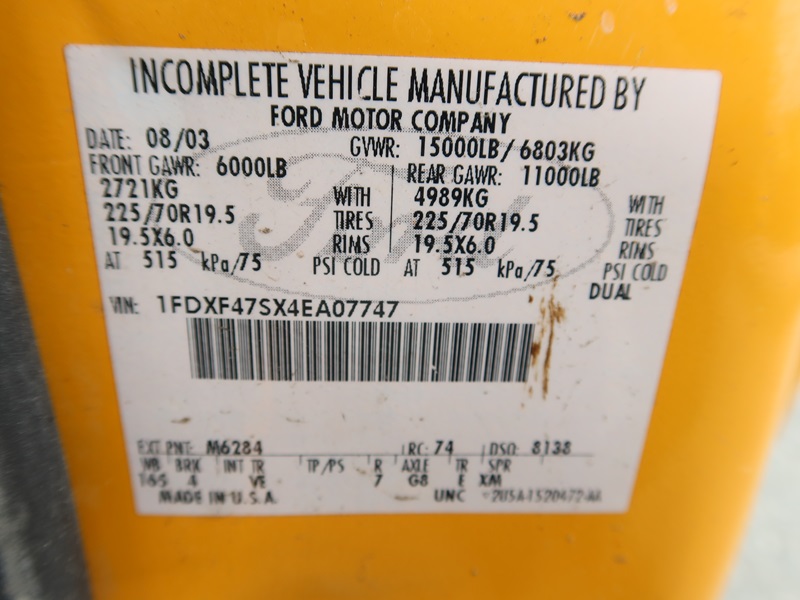 INCOMPLETE VEHICLE MANUFACTURED BY
FORD MOTOR COMPANY
DATE: 08/03 GVWR: 15000LB/6803KG
FRONT GAWR: 6000LB REAR GAWR: 11000LB
2721KG WITH 4989KG WITH
225/70R19.5 TIRES 225/70R19.5 TIRES
19.5X6.0 RIMS 19.5X6.0 RIMS
AT 515 kPa/75 PSI COLD AT 515 kPa/75 PSI COLD
DUAL
VIN: 1FDXF47SX4EA07747
EXT PNT: M6284 RC: 74 DSO: 8138
WB BRK INT TR TP/PS R AXLE TR SPR
165 4 VE 7 G8 E XM
MADE IN U.S.A. UNC
Ford